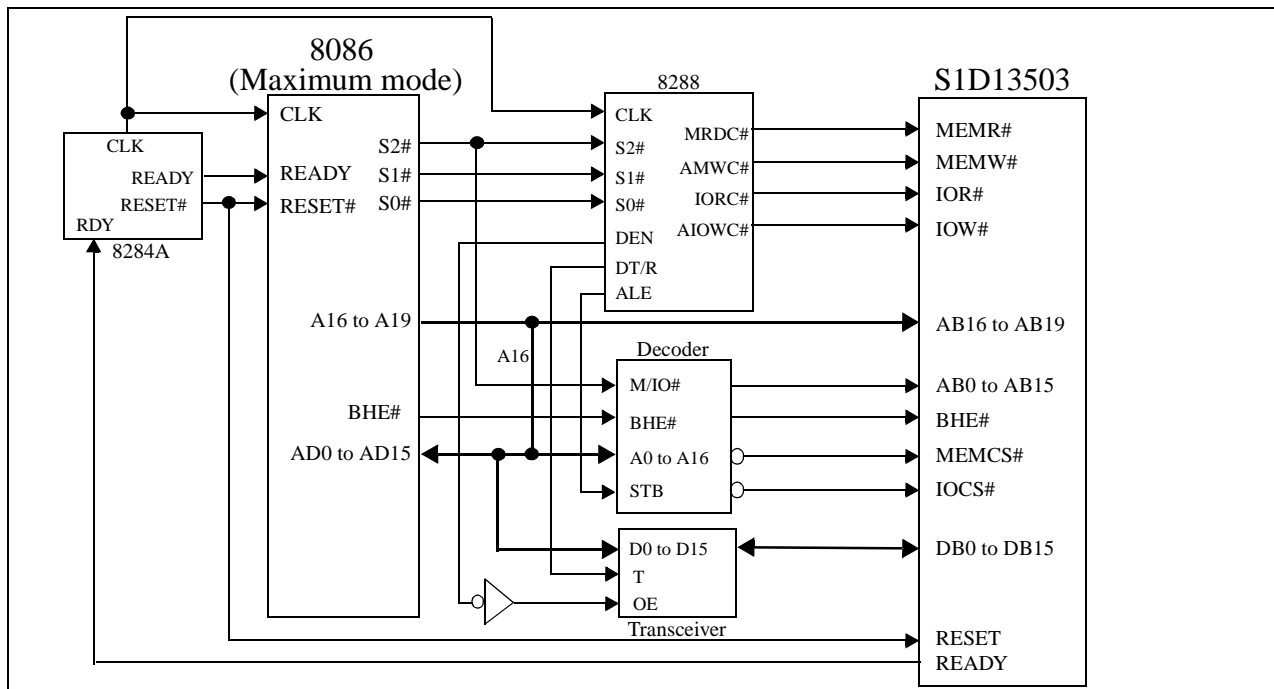 8086
(Maximum mode)
8288
S1D13503
CLK
CLK
MRDC#
MEMR#
CLK
S2#
S2#
AMWC#
MEMW#
READY
READY
S1#
S1#
IORC#
IOR#
RESET#
RESET#
S0#
S0#
AIOWC#
IOW#
RDY
8284A
DEN
DT/R
ALE
A16 to A19
AB16 to AB19
A16
Decoder
M/IO#
AB0 to AB15
BHE#
BHE#
BHE#
AD0 to AD15
A0 to A16
MEMCS#
STB
IOCS#
D0 to D15
DB0 to DB15
T
OE
Transceiver
RESET
READY